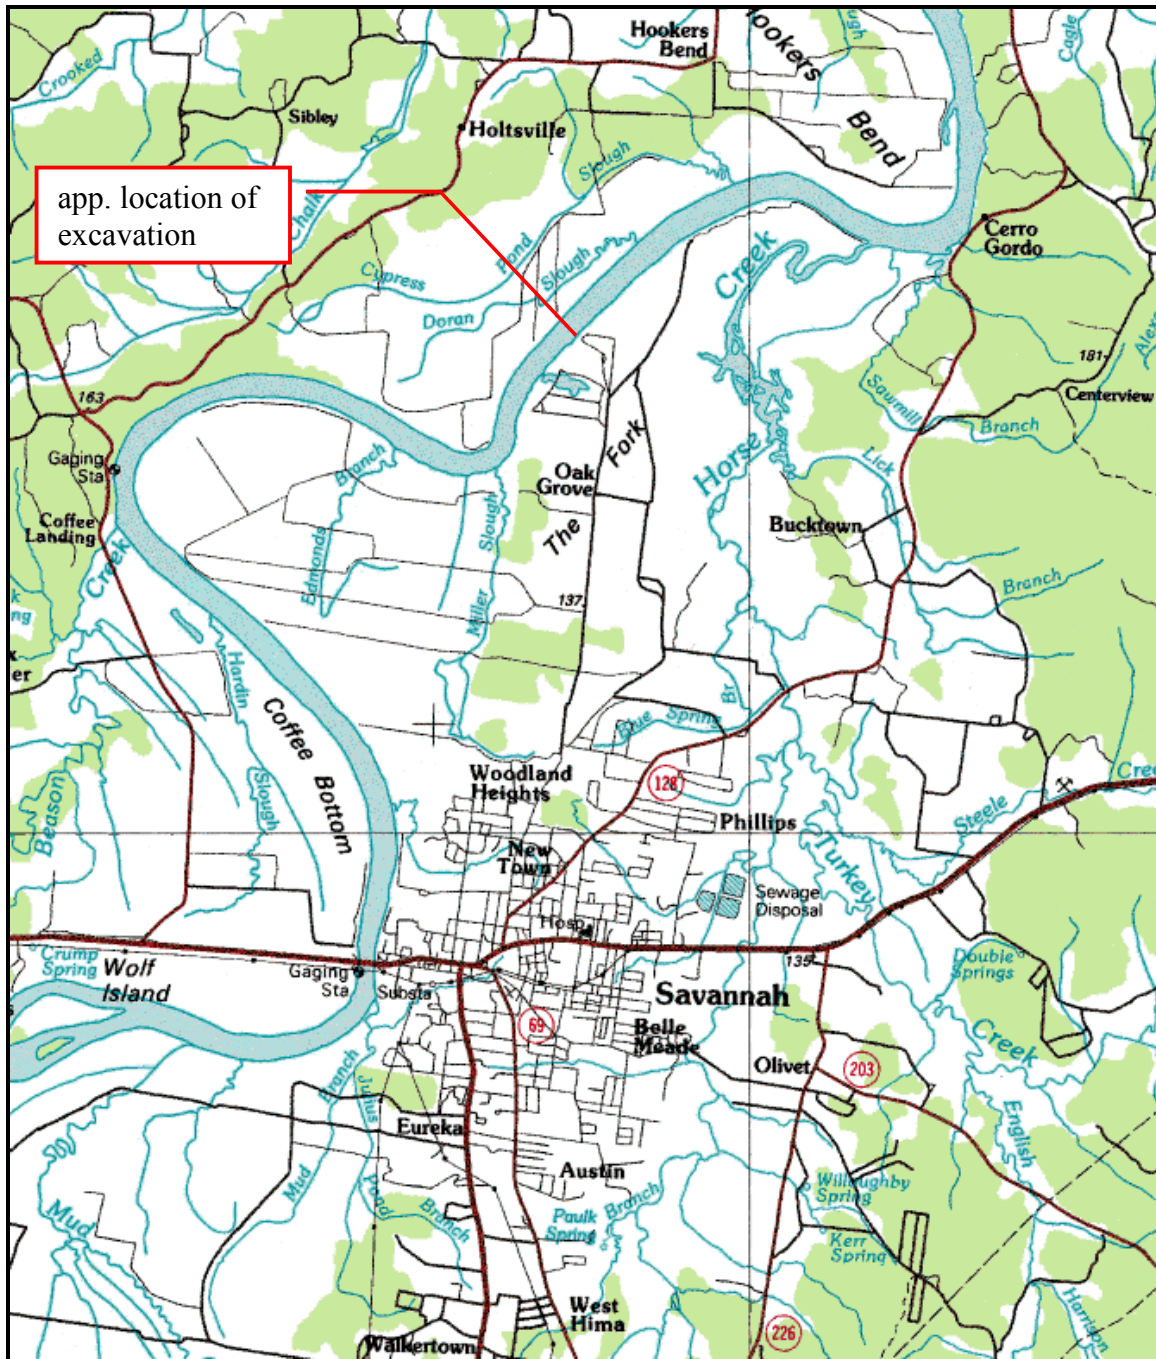 Hookers
Bend
Slough
Hookers
Bend
Cagle
Crooked
Sibley
Holtsville
Slough
app. location of
excavation
Chalk
Cypress
Pond
Slough
Doran
Creek
Cerro
Gordo
181
Centerview
Sawmill
Branch
163
Gaging
Sta
Branch
Oak
Grove
The
Fork
Horse
Lick
Bucktown
Coffee
Landing
Creek
Edmonds
Slough
Miller
137
Branch
er
Hardin
Slough
Coffee
Bottom
Blue Spring Br
Woodland
Heights
128
Phillips
Steele
Cree
Beason
New
Town
Turkey
Sewage
Disposal
Hosp
Crump
Spring
Wolf
Island
Gaging
Sta
Substa
Savannah
135
Double
Springs
69
Belle
Meade
Creek
Olivet
203
Branch
Julius
Eureka
English
Austin
Mud
Pond
Branch
Paulk
Spring
Branch
Willoughby
Spring
Kerr
Spring
Mud
West
Hima
Walkertown
226
Harrison